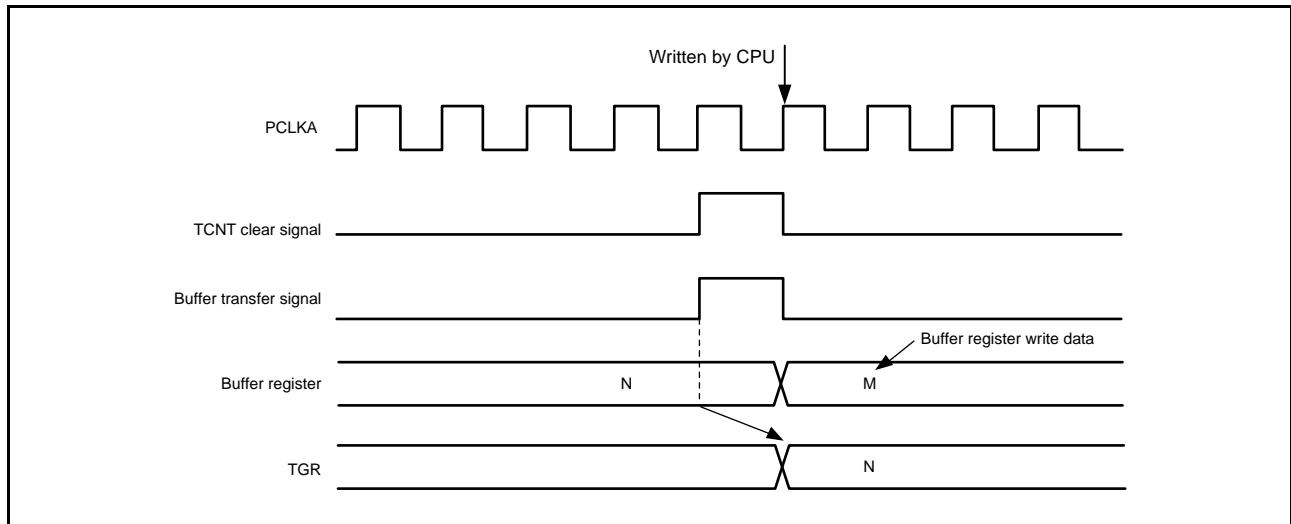 Written by CPU
PCLKA
TCNT clear signal
Buffer transfer signal
Buffer register write data
Buffer register
N
M
TGR
N